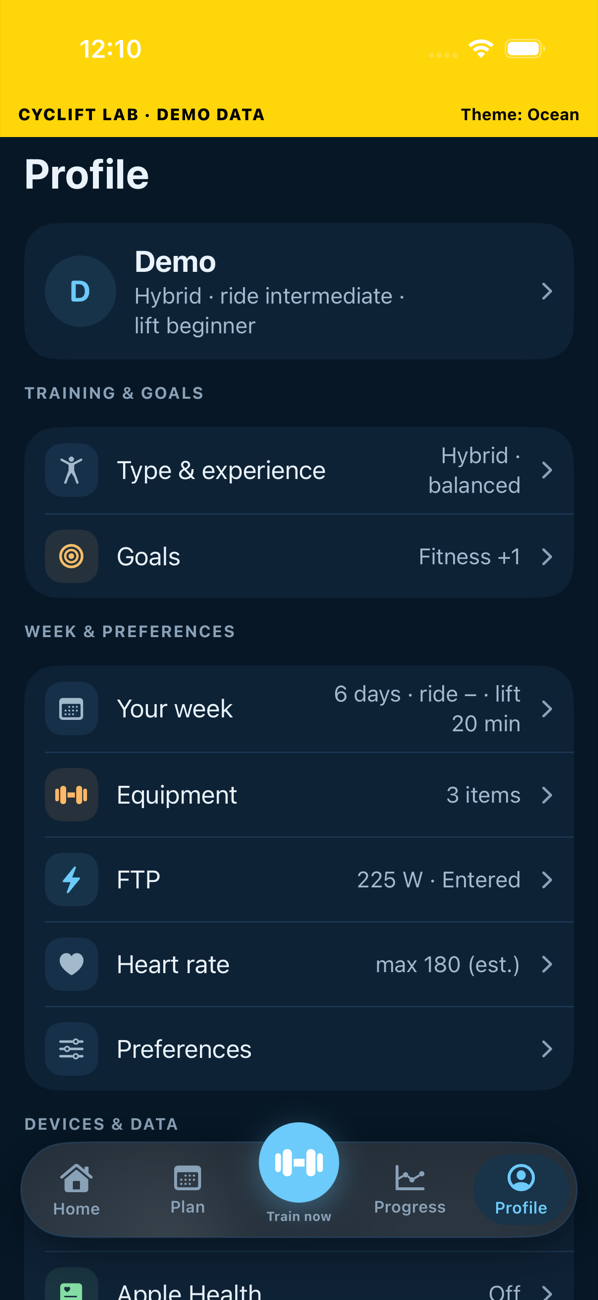 12:10
CYCLIFT LAB · DEMO DATA
Theme: Ocean
Profile
D
Demo
Hybrid · ride intermediate ·
lift beginner
TRAINING & GOALS
Type & experience
Hybrid ·
balanced
Goals
Fitness +1
WEEK & PREFERENCES
Your week
6 days · ride – · lift
20 min
Equipment
3 items
FTP
225 W · Entered
Heart rate
max 180 (est.)
Preferences
DEVICES & DATA
Home
Plan
Train now
Progress
Profile
Apple Health
Off